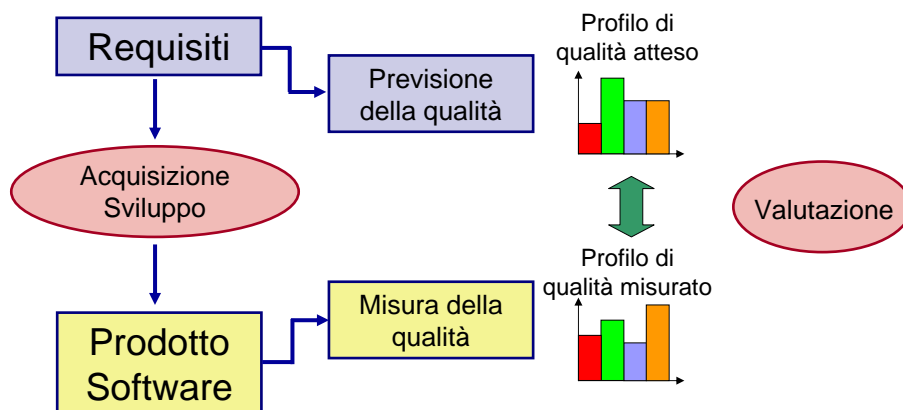 Requisiti
Previsione
della qualità
Profilo di
qualità atteso
Acquisizione
Sviluppo
Valutazione
Prodotto
Software
Misura della
qualità
Profilo di
qualità misurato